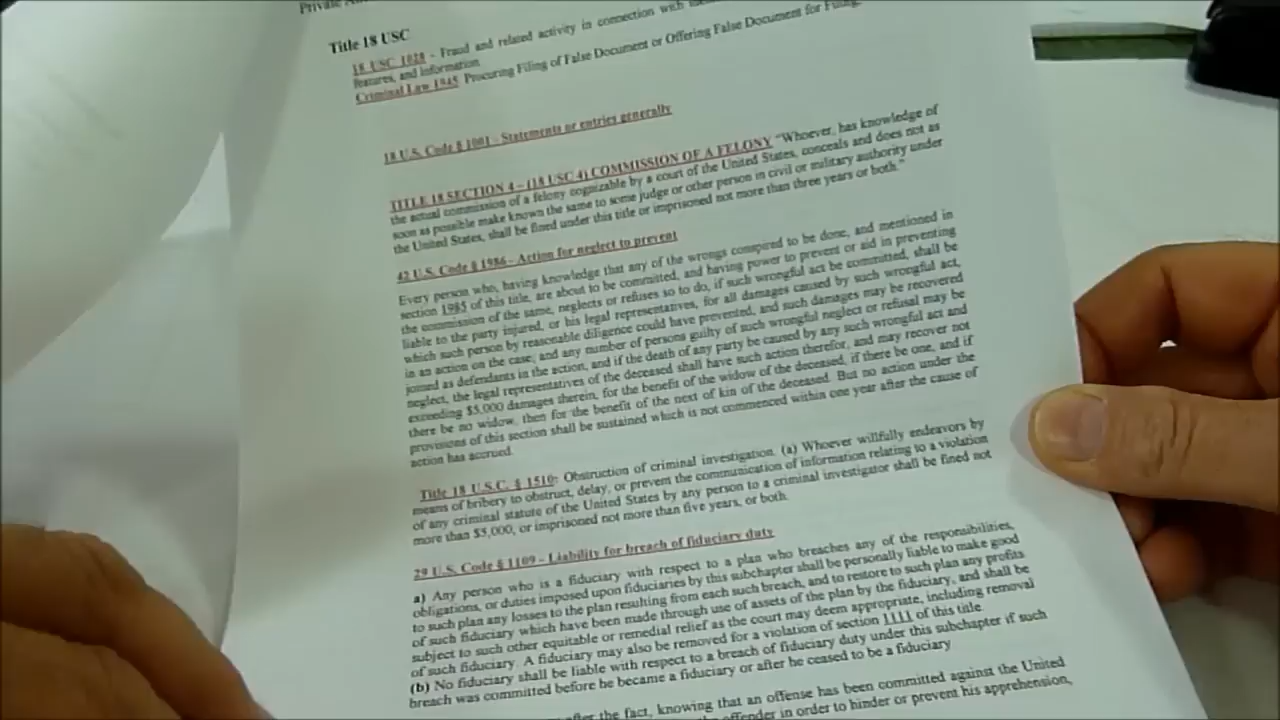 Private
Title 18 USC
18 USC 1028 - Fraud and related activity in connection with
features, and information
Criminal Law 1945 Procuring Filing of False Document or Offering False Document for Filing.
18 U.S. Code § 1001 - Statements or entries generally
TITLE 18 SECTION 4 – (18 USC 4) COMMISSION OF A FELONY "Whoever, has knowledge of
the actual commission of a felony cognizable by a court of the United States, conceals and does not as
soon as possible make known the same to some judge or other person in civil or military authority under
the United States, shall be fined under this title or imprisoned not more than three years or both."
42 U.S. Code § 1986 - Action for neglect to prevent
Every person who, having knowledge that any of the wrongs conspired to be done, and mentioned in
section 1985 of this title, are about to be committed, and having power to prevent or aid in preventing
the commission of the same, neglects or refuses so to do, if such wrongful act be committed, shall be
liable to the party injured, or his legal representatives, for all damages caused by such wrongful act,
which such person by reasonable diligence could have prevented; and such damages may be recovered
in an action on the case; and any number of persons guilty of such wrongful neglect or refusal may be
joined as defendants in the action; and if the death of any party be caused by any such wrongful act and
neglect, the legal representatives of the deceased shall have such action therefor, and may recover not
exceeding $5,000 damages therein, for the benefit of the widow of the deceased, if there be one, and if
there be no widow, then for the benefit of the next of kin of the deceased. But no action under the
provisions of this section shall be sustained which is not commenced within one year after the cause of
action has accrued.
Title 18 U.S.C. § 1510: Obstruction of criminal investigation. (a) Whoever willfully endeavors by
means of bribery to obstruct, delay, or prevent the communication of information relating to a violation
of any criminal statute of the United States by any person to a criminal investigator shall be fined not
more than $5,000, or imprisoned not more than five years, or both.
29 U.S. Code § 1109 - Liability for breach of fiduciary duty
a) Any person who is a fiduciary with respect to a plan who breaches any of the responsibilities,
obligations, or duties imposed upon fiduciaries by this subchapter shall be personally liable to make good
to such plan any losses to the plan resulting from each such breach, and to restore to such plan any profits
of such fiduciary which have been made through use of assets of the plan by the fiduciary, and shall be
subject to such other equitable or remedial relief as the court may deem appropriate, including removal
of such fiduciary. A fiduciary may also be removed for a violation of section 1111 of this title.
(b) No fiduciary shall be liable with respect to a breach of fiduciary duty under this subchapter if such
breach was committed before he became a fiduciary or after he ceased to be a fiduciary
after the fact, knowing that an offense has been committed against the United
the offender in order to hinder or prevent his apprehension,